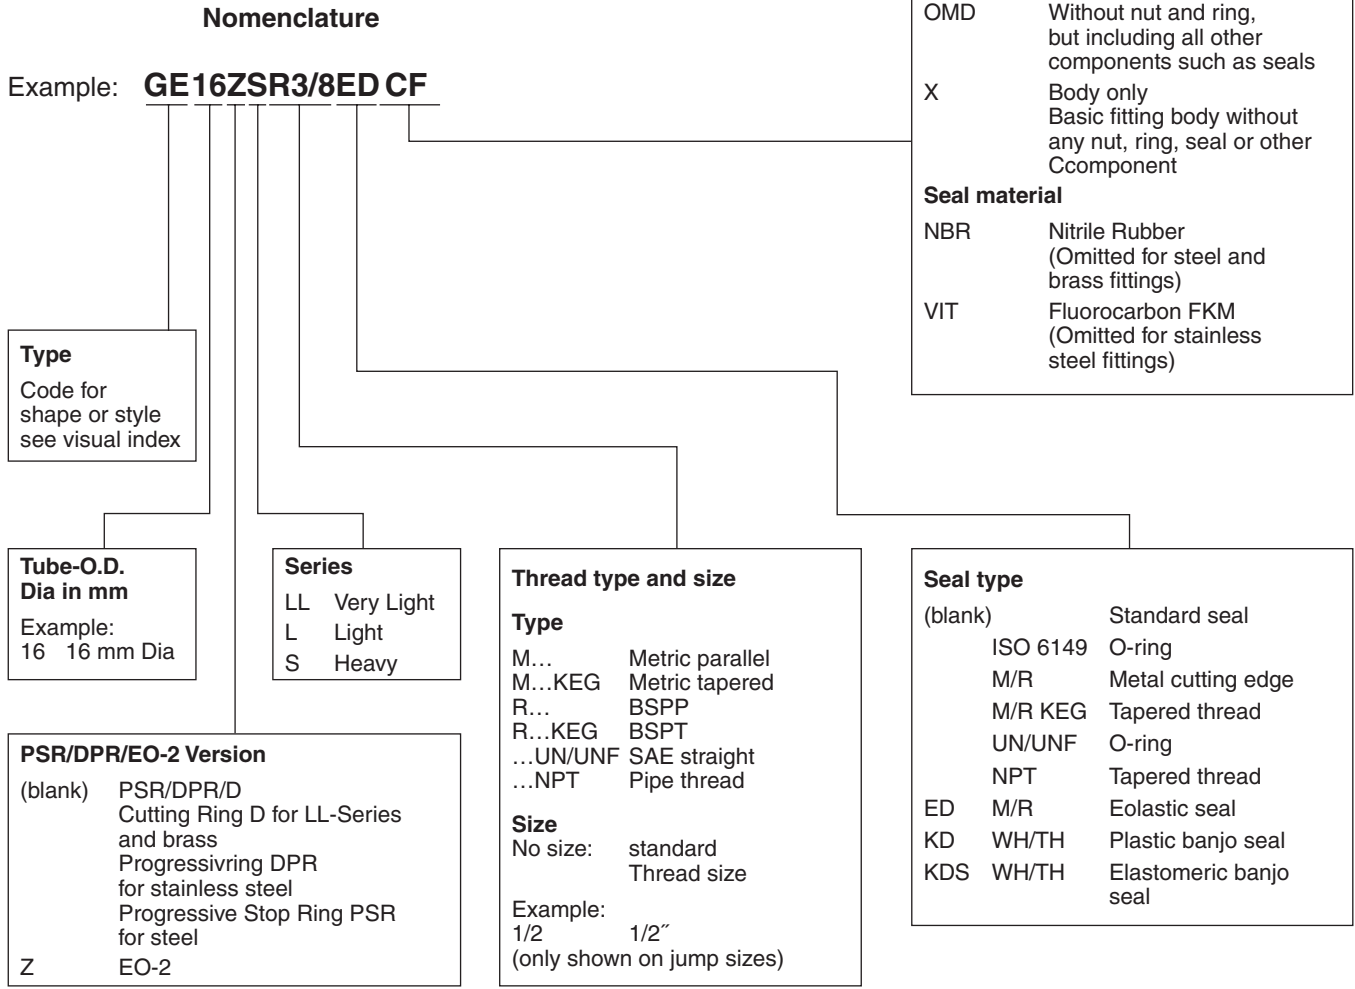 Nomenclature
Example: GE16ZSR3/8ED CF
OMD Without nut and ring,
but including all other
components such as seals
X Body only
Basic fitting body without
any nut, ring, seal or other
Ccomponent
Seal material
NBR Nitrile Rubber
(Omitted for steel and
brass fittings)
VIT Fluorocarbon FKM
(Omitted for stainless
steel fittings)
Type
Code for
shape or style
see visual index
Tube-O.D.
Dia in mm
Example:
16 16 mm Dia
Series
LL Very Light
L Light
S Heavy
PSR/DPR/EO-2 Version
(blank) PSR/DPR/D
Cutting Ring D for LL-Series
and brass
Progressivring DPR
for stainless steel
Progressive Stop Ring PSR
for steel
Z EO-2
Thread type and size
Type
M… Metric parallel
M…KEG Metric tapered
R… BSPP
R…KEG BSPT
…UN/UNF SAE straight
…NPT Pipe thread
Size
No size: standard
Thread size
Example:
1/2 1/2˝
(only shown on jump sizes)
Seal type
(blank) Standard seal
ISO 6149 O-ring
M/R Metal cutting edge
M/R KEG Tapered thread
UN/UNF O-ring
NPT Tapered thread
ED M/R Eolastic seal
KD WH/TH Plastic banjo seal
KDS WH/TH Elastomeric banjo
seal